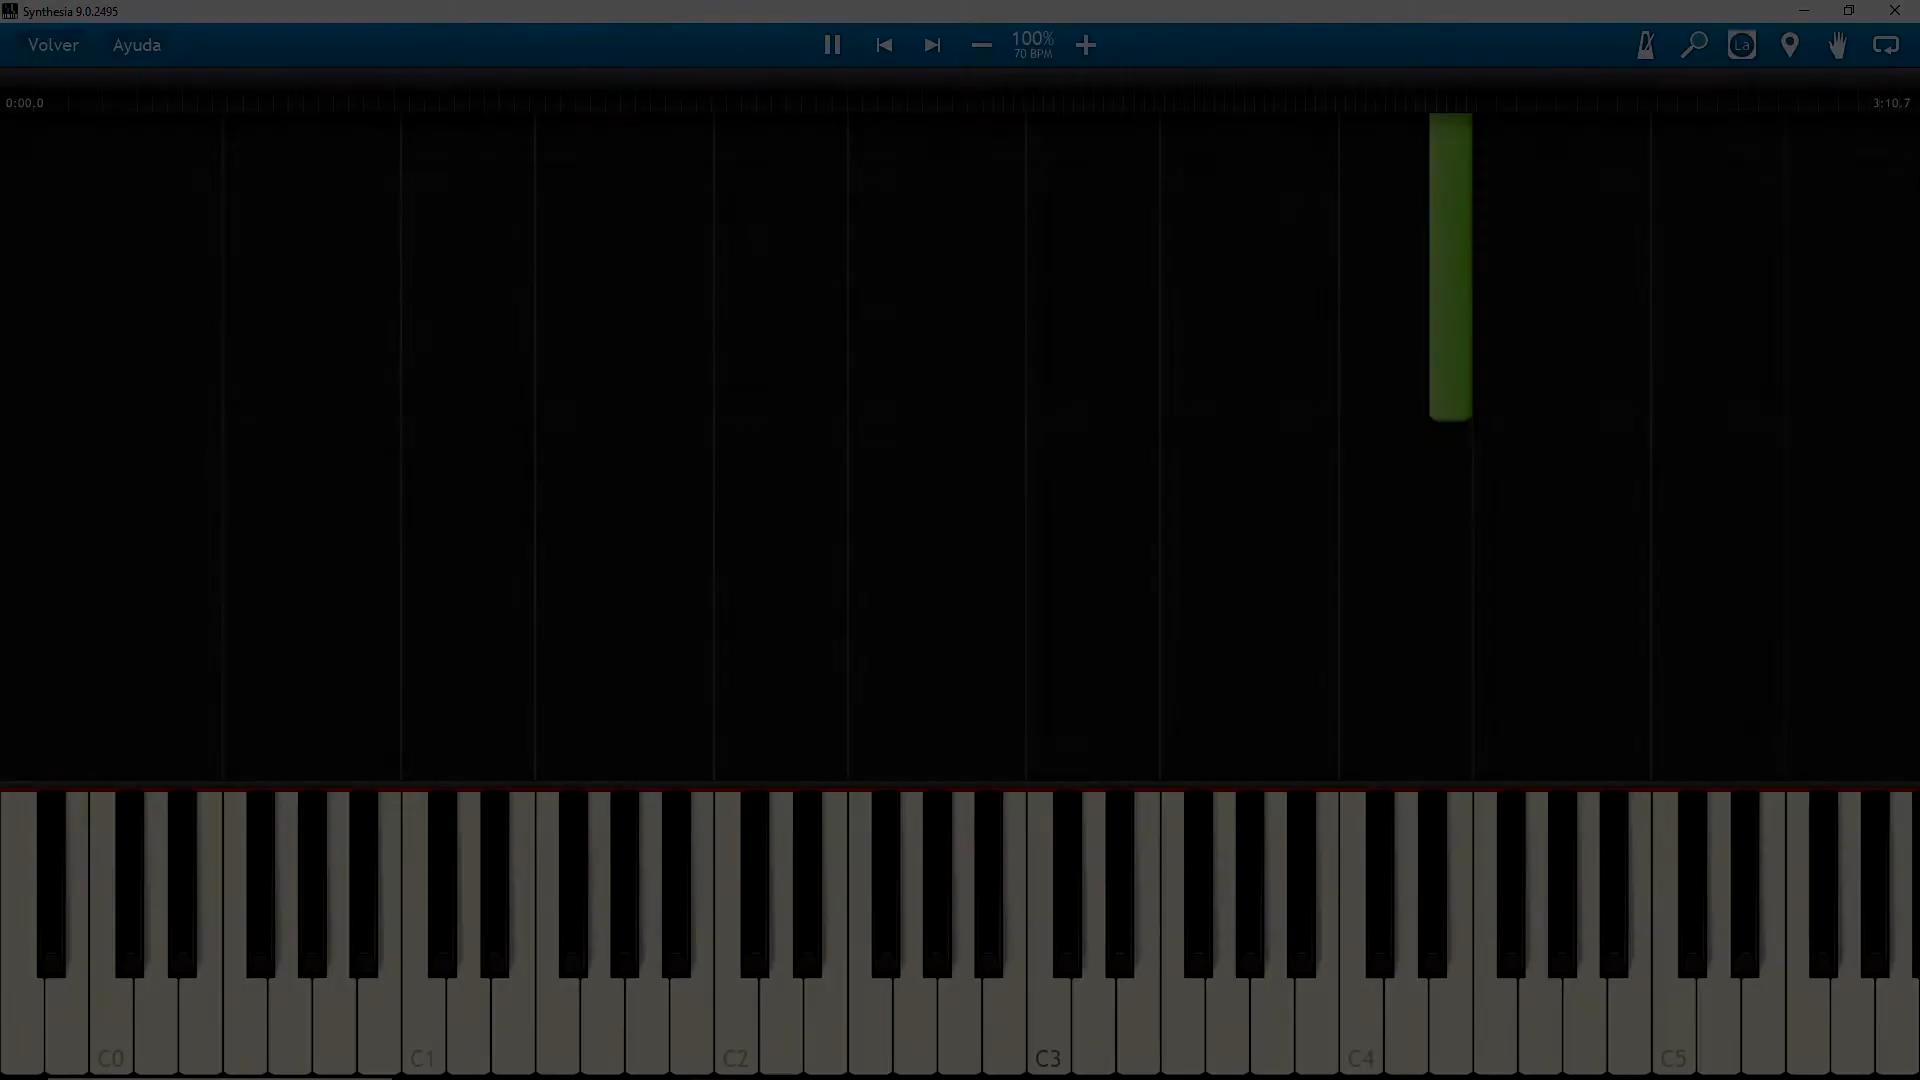 Synthesia 9.0.2495
Volver Ayuda
100%
70 BPM
La
0:00,0
3:10,7
C0 C1 C2 C3 C4 C5